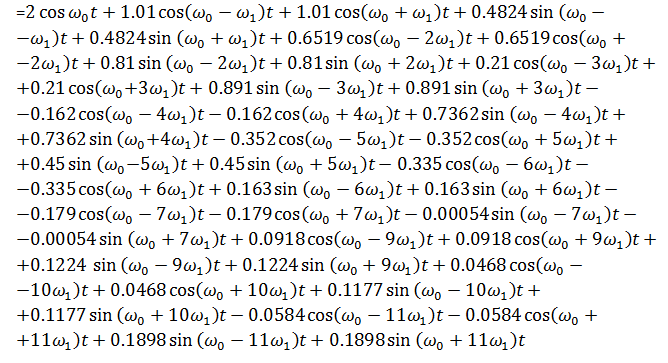 =2 cos ω₀t + 1.01 cos(ω₀ − ω₁)t + 1.01 cos(ω₀ + ω₁)t + 0.4824 sin (ω₀ −
−ω₁)t + 0.4824 sin (ω₀ + ω₁)t + 0.6519 cos(ω₀ − 2ω₁)t + 0.6519 cos(ω₀ +
−2ω₁)t + 0.81 sin (ω₀ − 2ω₁)t + 0.81 sin (ω₀ + 2ω₁)t + 0.21 cos(ω₀ − 3ω₁)t +
+0.21 cos(ω₀+3ω₁)t + 0.891 sin (ω₀ − 3ω₁)t + 0.891 sin (ω₀ + 3ω₁)t −
−0.162 cos(ω₀ − 4ω₁)t − 0.162 cos(ω₀ + 4ω₁)t + 0.7362 sin (ω₀ − 4ω₁)t +
+0.7362 sin (ω₀+4ω₁)t − 0.352 cos(ω₀ − 5ω₁)t − 0.352 cos(ω₀ + 5ω₁)t +
+0.45 sin (ω₀−5ω₁)t + 0.45 sin (ω₀ + 5ω₁)t − 0.335 cos(ω₀ − 6ω₁)t −
−0.335 cos(ω₀ + 6ω₁)t + 0.163 sin (ω₀ − 6ω₁)t + 0.163 sin (ω₀ + 6ω₁)t −
−0.179 cos(ω₀ − 7ω₁)t − 0.179 cos(ω₀ + 7ω₁)t − 0.00054 sin (ω₀ − 7ω₁)t −
−0.00054 sin (ω₀ + 7ω₁)t + 0.0918 cos(ω₀ − 9ω₁)t + 0.0918 cos(ω₀ + 9ω₁)t +
+0.1224 sin (ω₀ − 9ω₁)t + 0.1224 sin (ω₀ + 9ω₁)t + 0.0468 cos(ω₀ −
−10ω₁)t + 0.0468 cos(ω₀ + 10ω₁)t + 0.1177 sin (ω₀ − 10ω₁)t +
+0.1177 sin (ω₀ + 10ω₁)t − 0.0584 cos(ω₀ − 11ω₁)t − 0.0584 cos(ω₀ +
+11ω₁)t + 0.1898 sin (ω₀ − 11ω₁)t + 0.1898 sin (ω₀ + 11ω₁)t